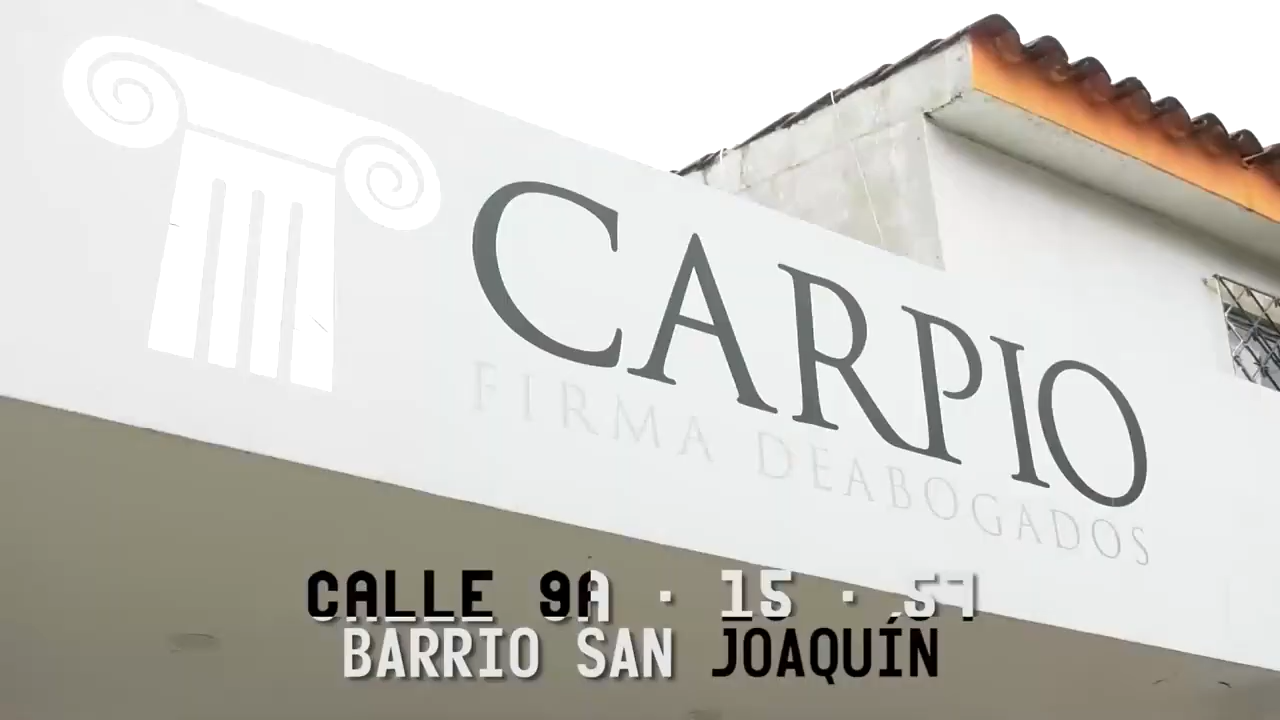 CARPIO
FIRMA DEABOGADOS
CALLE 9A · 15 · 57
BARRIO SAN JOAQUÍN